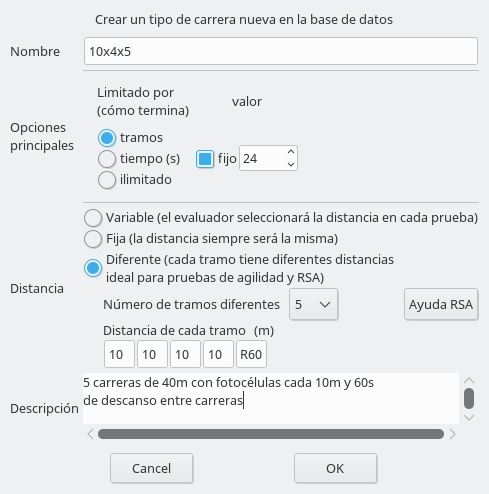 Crear un tipo de carrera nueva en la base de datos
Nombre
10x4x5
Opciones
principales
Limitado por
(cómo termina)
valor
tramos
tiempo (s)
ilimitado
fijo
24
Distancia
Variable (el evaluador seleccionará la distancia en cada prueba)
Fija (la distancia siempre será la misma)
Diferente (cada tramo tiene diferentes distancias
ideal para pruebas de agilidad y RSA)
Número de tramos diferentes
5
Ayuda RSA
Distancia de cada tramo (m)
10 10 10 10 R60
Descripción
5 carreras de 40m con fotocélulas cada 10m y 60s
de descanso entre carreras
Cancel
OK